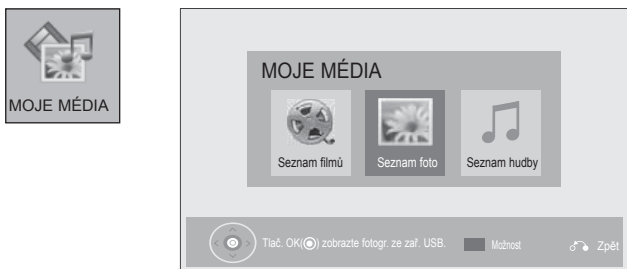 MOJE MÉDIA
MOJE MÉDIA
Seznam filmů
Seznam foto
Seznam hudby
Tlač. OK(◉) zobrazte fotogr. ze zař. USB.
Možnost
Zpět